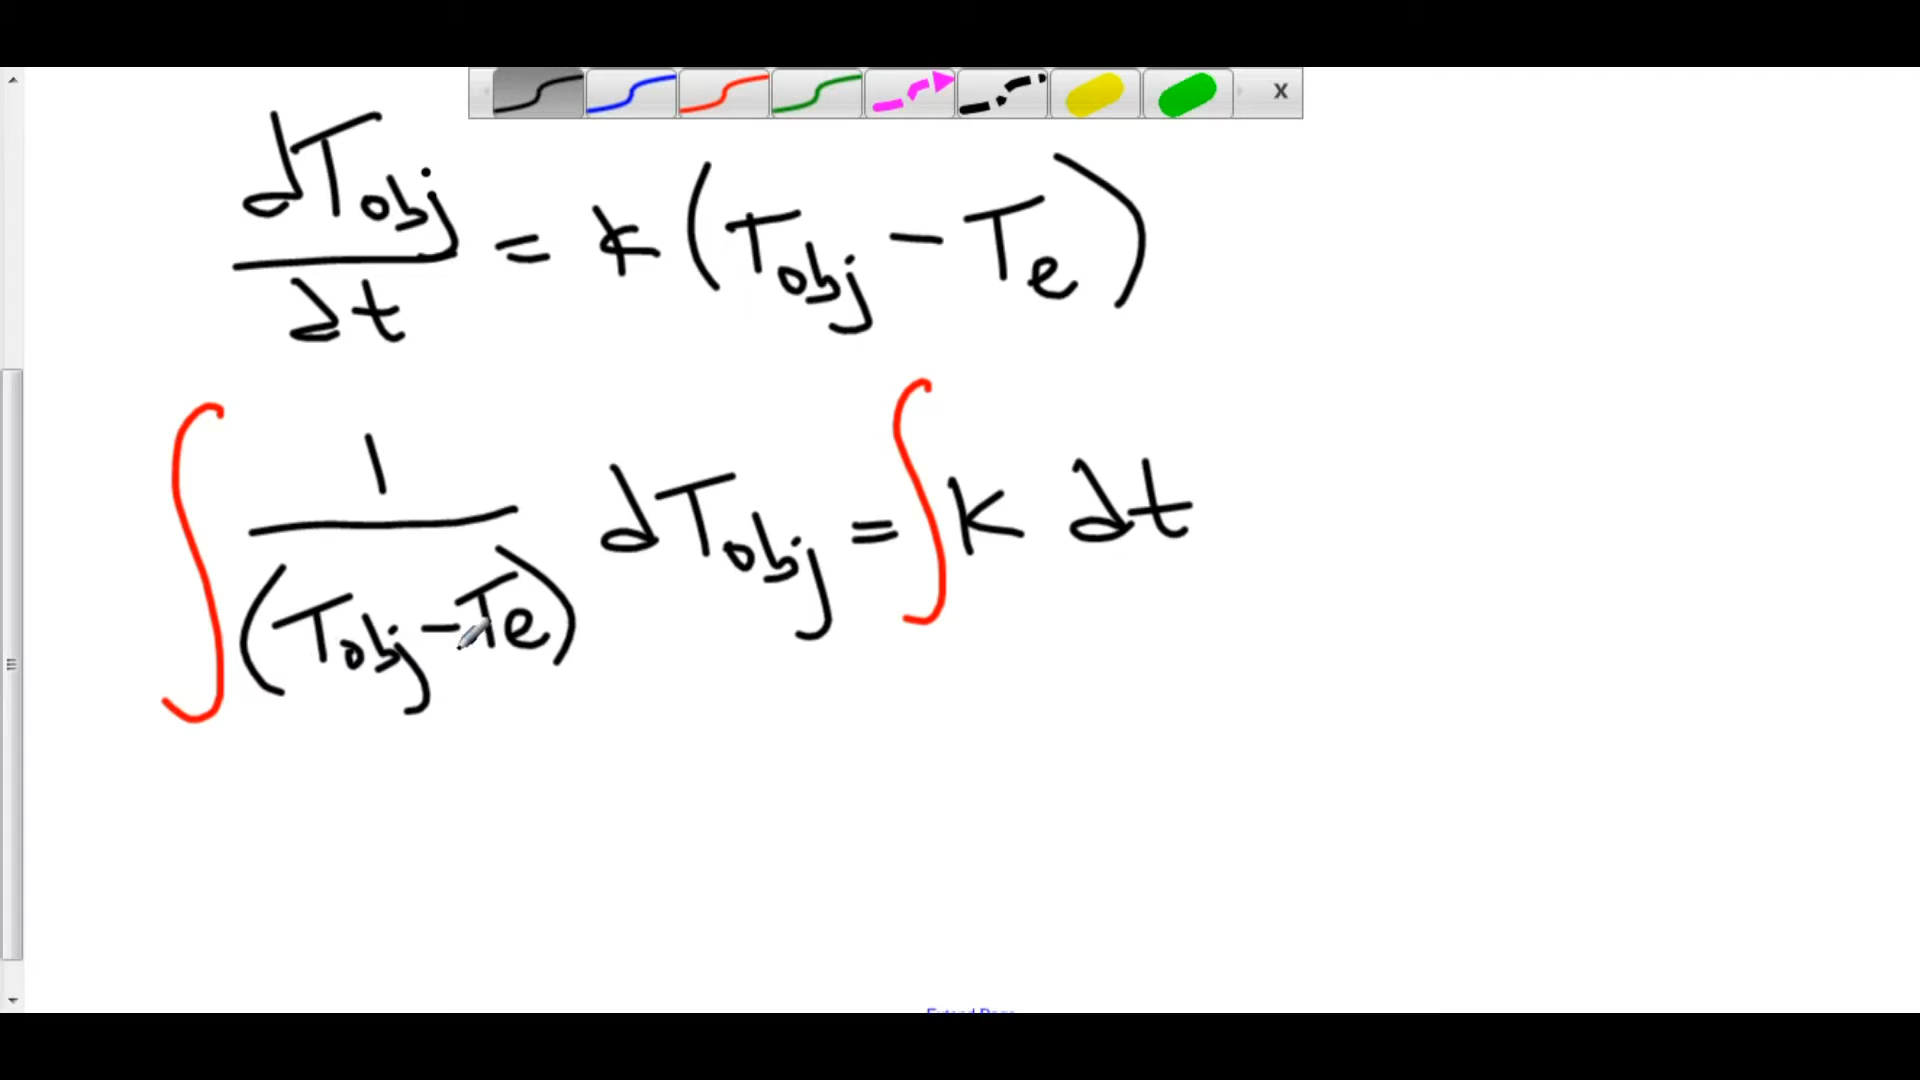 x
dT_obj/dt = k (T_obj - T_e)
∫ 1/(T_obj - T_e) dT_obj = ∫ k dt